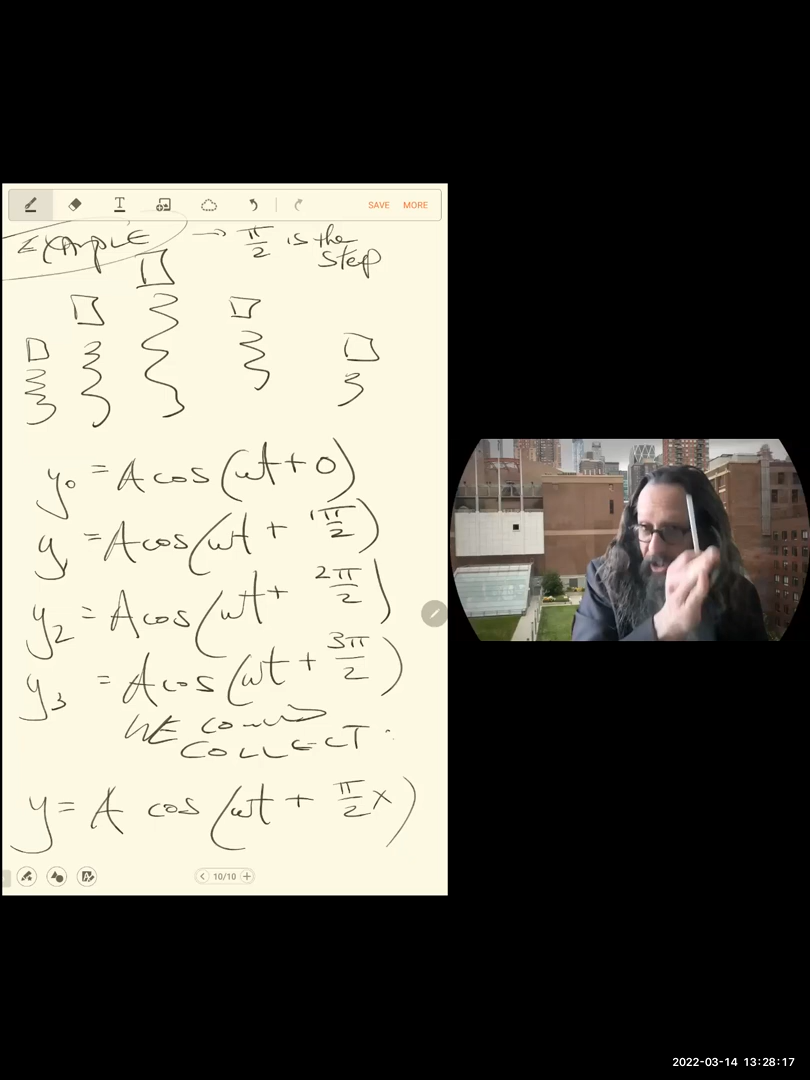 SAVE MORE
EXAMPLE → π/2 is the step
y₀ = A cos(ωt + 0)
y₁ = A cos(ωt + 1π/2)
y₂ = A cos(ωt + 2π/2)
y₃ = A cos(ωt + 3π/2)
WE COULD
COLLECT
y = A cos(ωt + π/2 x)
10/10
2022-03-14 13:28:17